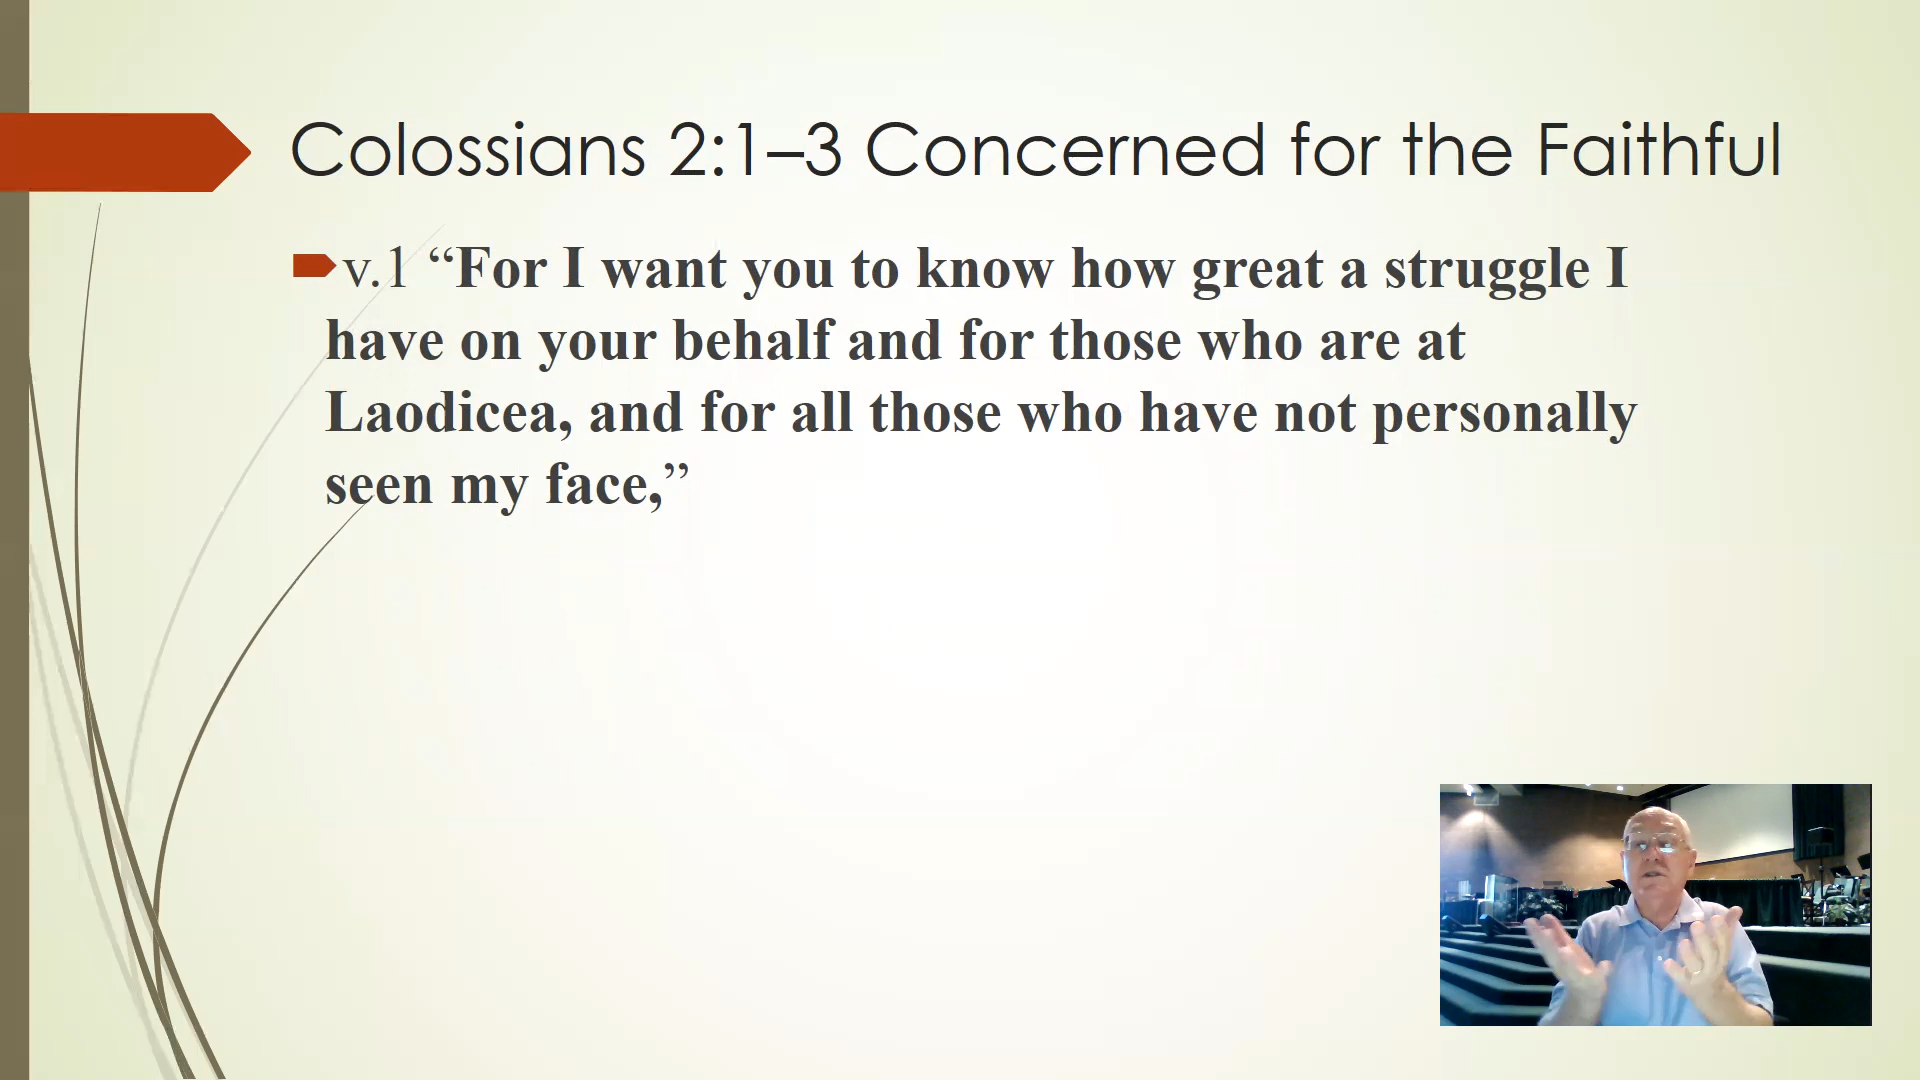 Colossians 2:1–3 Concerned for the Faithful
v.1 “For I want you to know how great a struggle I
have on your behalf and for those who are at
Laodicea, and for all those who have not personally
seen my face,”